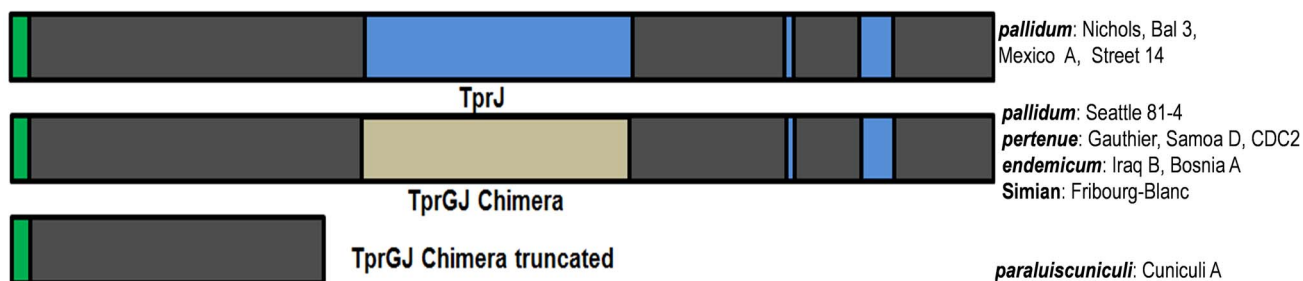 pallidum: Nichols, Bal 3,
Mexico A, Street 14
TprJ
pallidum: Seattle 81-4
pertenue: Gauthier, Samoa D, CDC2
endemicum: Iraq B, Bosnia A
Simian: Fribourg-Blanc
TprGJ Chimera
TprGJ Chimera truncated
paraluiscuniculi: Cuniculi A